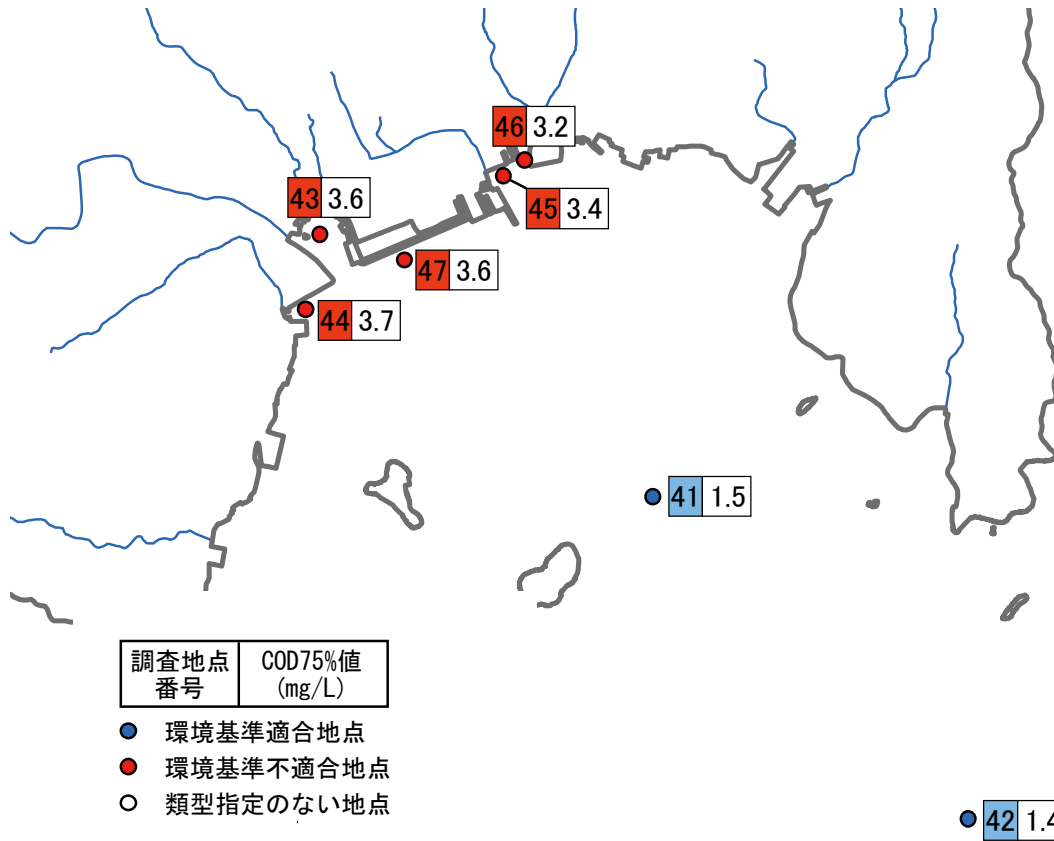 46 3.2
43 3.6
45 3.4
47 3.6
44 3.7
41 1.5
調査地点
番号
COD75%値
(mg/L)
環境基準適合地点
環境基準不適合地点
類型指定のない地点
42 1.4